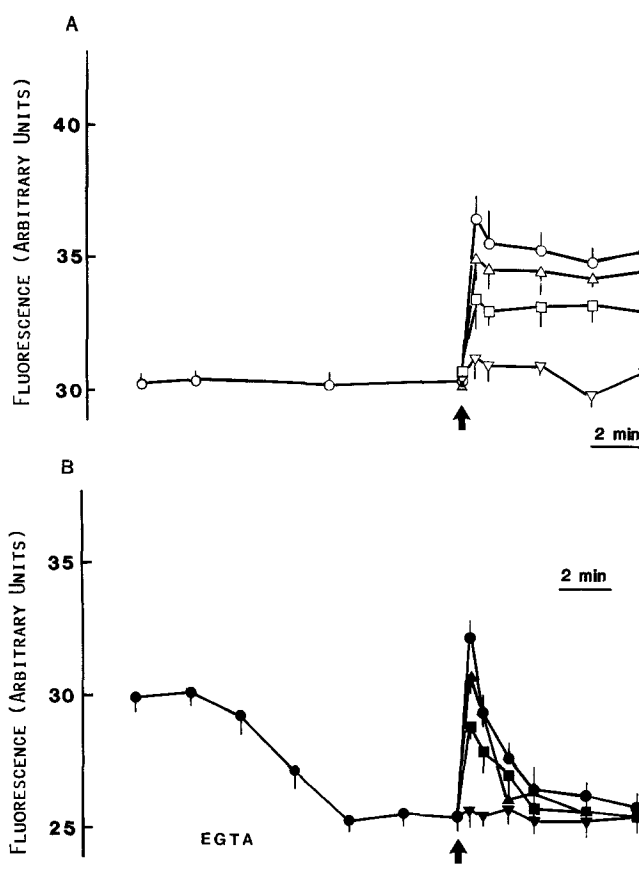 A
FLUORESCENCE (ARBITRARY UNITS)
40
35
30
2 min
B
FLUORESCENCE (ARBITRARY UNITS)
35
30
25
2 min
EGTA